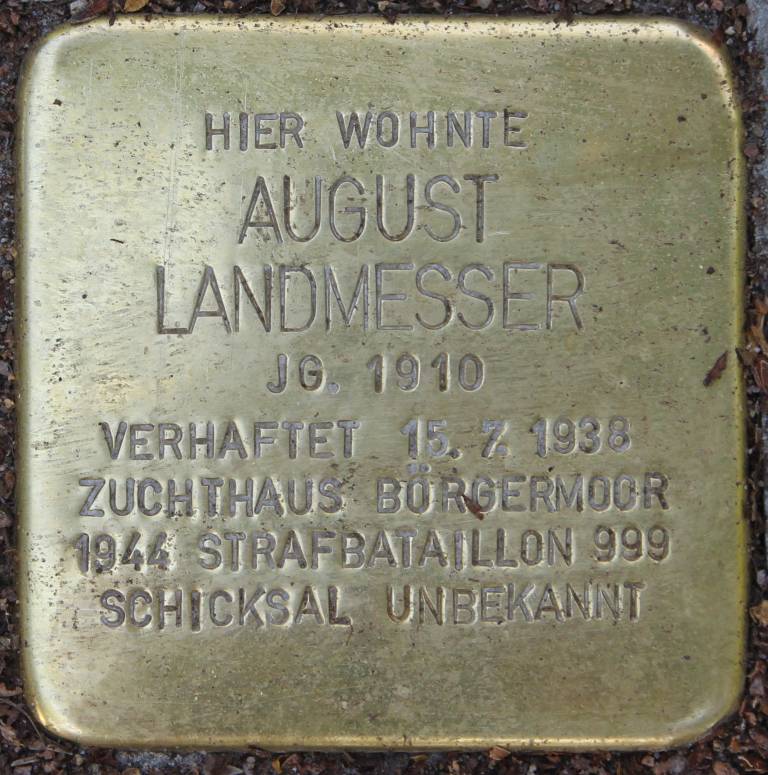 HIER WOHNTE
AUGUST
LANDMESSER
JG. 1910
VERHAFTET 15. 7. 1938
ZUCHTHAUS BÖRGERMOOR
1944 STRAFBATAILLON 999
SCHICKSAL UNBEKANNT